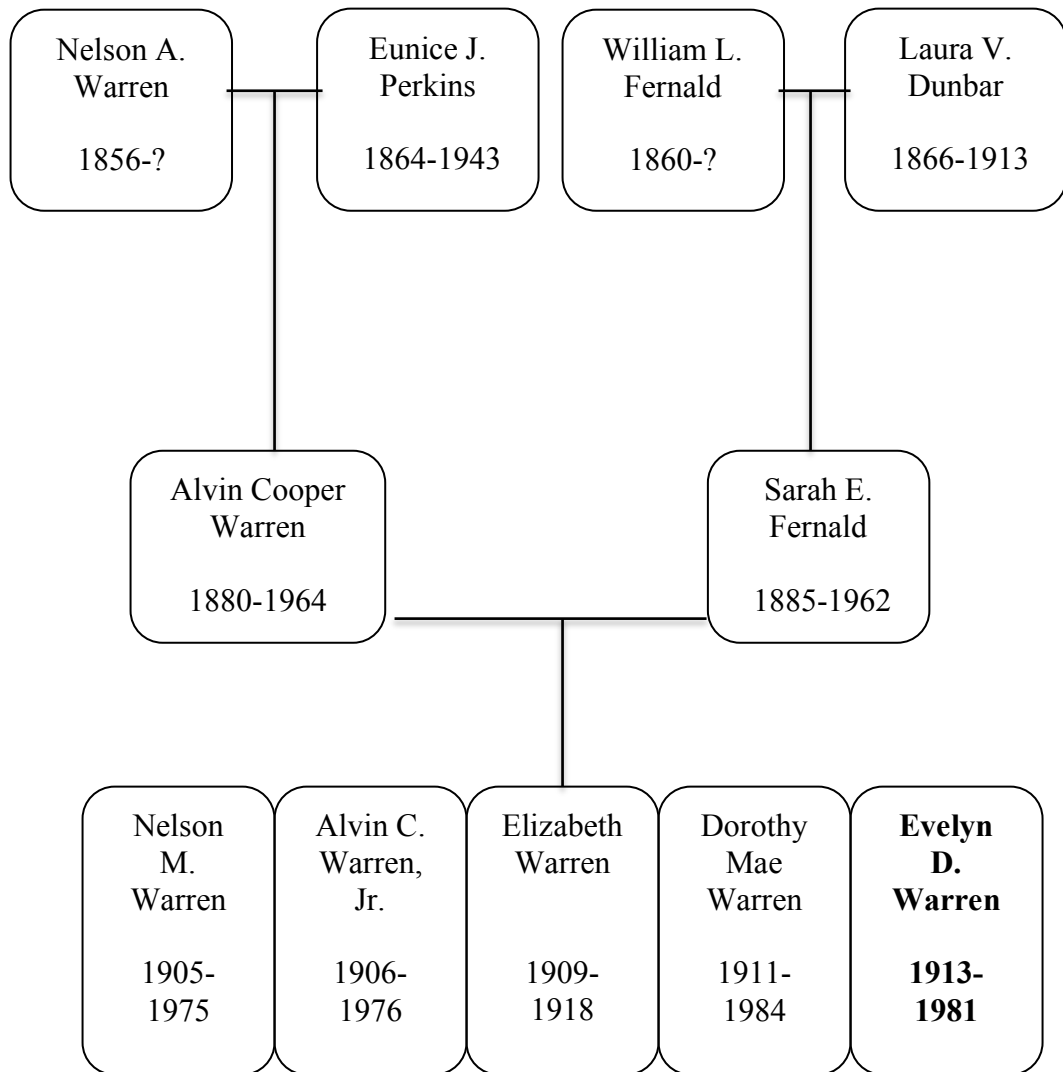 Nelson A.
Warren
1856-?
Eunice J.
Perkins
1864-1943
William L.
Fernald
1860-?
Laura V.
Dunbar
1866-1913
Alvin Cooper
Warren
1880-1964
Sarah E.
Fernald
1885-1962
Nelson
M.
Warren
1905-
1975
Alvin C.
Warren,
Jr.
1906-
1976
Elizabeth
Warren
1909-
1918
Dorothy
Mae
Warren
1911-
1984
Evelyn
D.
Warren
1913-
1981